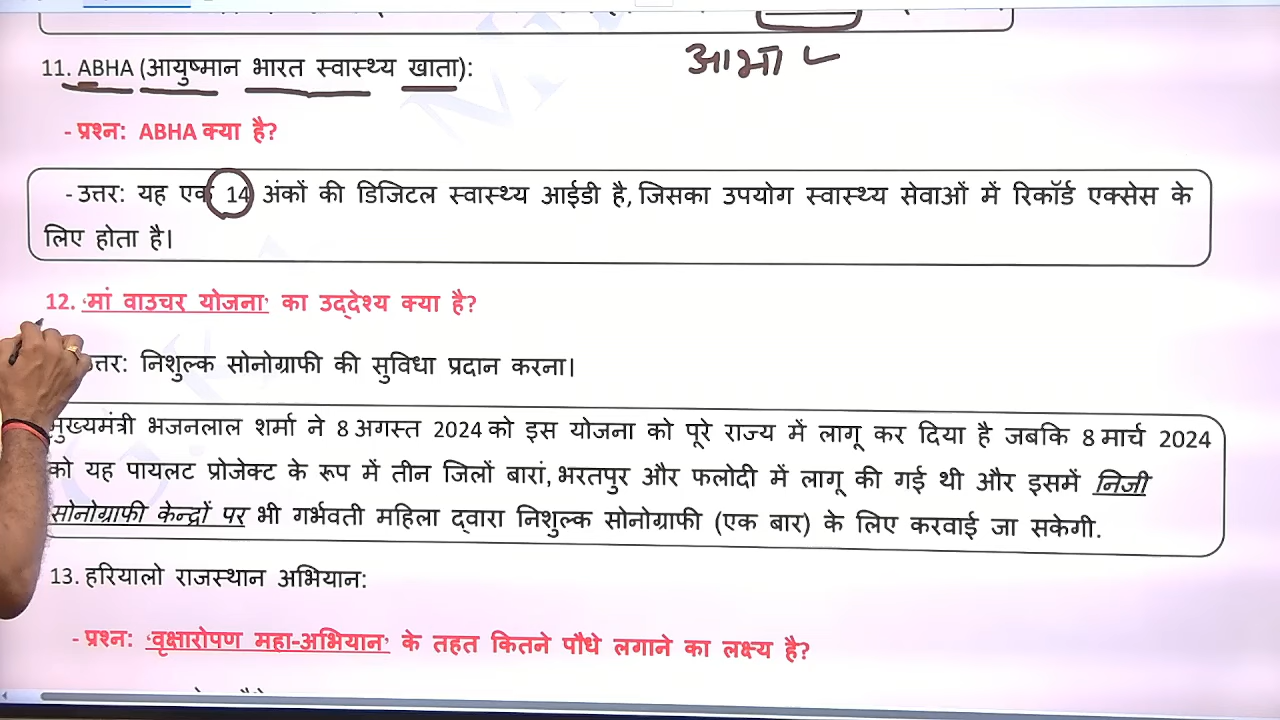 आभा
11. ABHA (आयुष्मान भारत स्वास्थ्य खाता):
- प्रश्न: ABHA क्या है?
- उत्तर: यह एक 14 अंकों की डिजिटल स्वास्थ्य आईडी है, जिसका उपयोग स्वास्थ्य सेवाओं में रिकॉर्ड एक्सेस के
लिए होता है।
12. 'मां वाउचर योजना' का उद्देश्य क्या है?
उत्तर: निशुल्क सोनोग्राफी की सुविधा प्रदान करना।
मुख्यमंत्री भजनलाल शर्मा ने 8 अगस्त 2024 को इस योजना को पूरे राज्य में लागू कर दिया है जबकि 8 मार्च 2024
को यह पायलट प्रोजेक्ट के रूप में तीन जिलों बारां, भरतपुर और फलोदी में लागू की गई थी और इसमें निजी
सोनोग्राफी केन्द्रों पर भी गर्भवती महिला द्वारा निशुल्क सोनोग्राफी (एक बार) के लिए करवाई जा सकेगी.
13. हरियालो राजस्थान अभियान:
- प्रश्न: 'वृक्षारोपण महा-अभियान' के तहत कितने पौधे लगाने का लक्ष्य है?